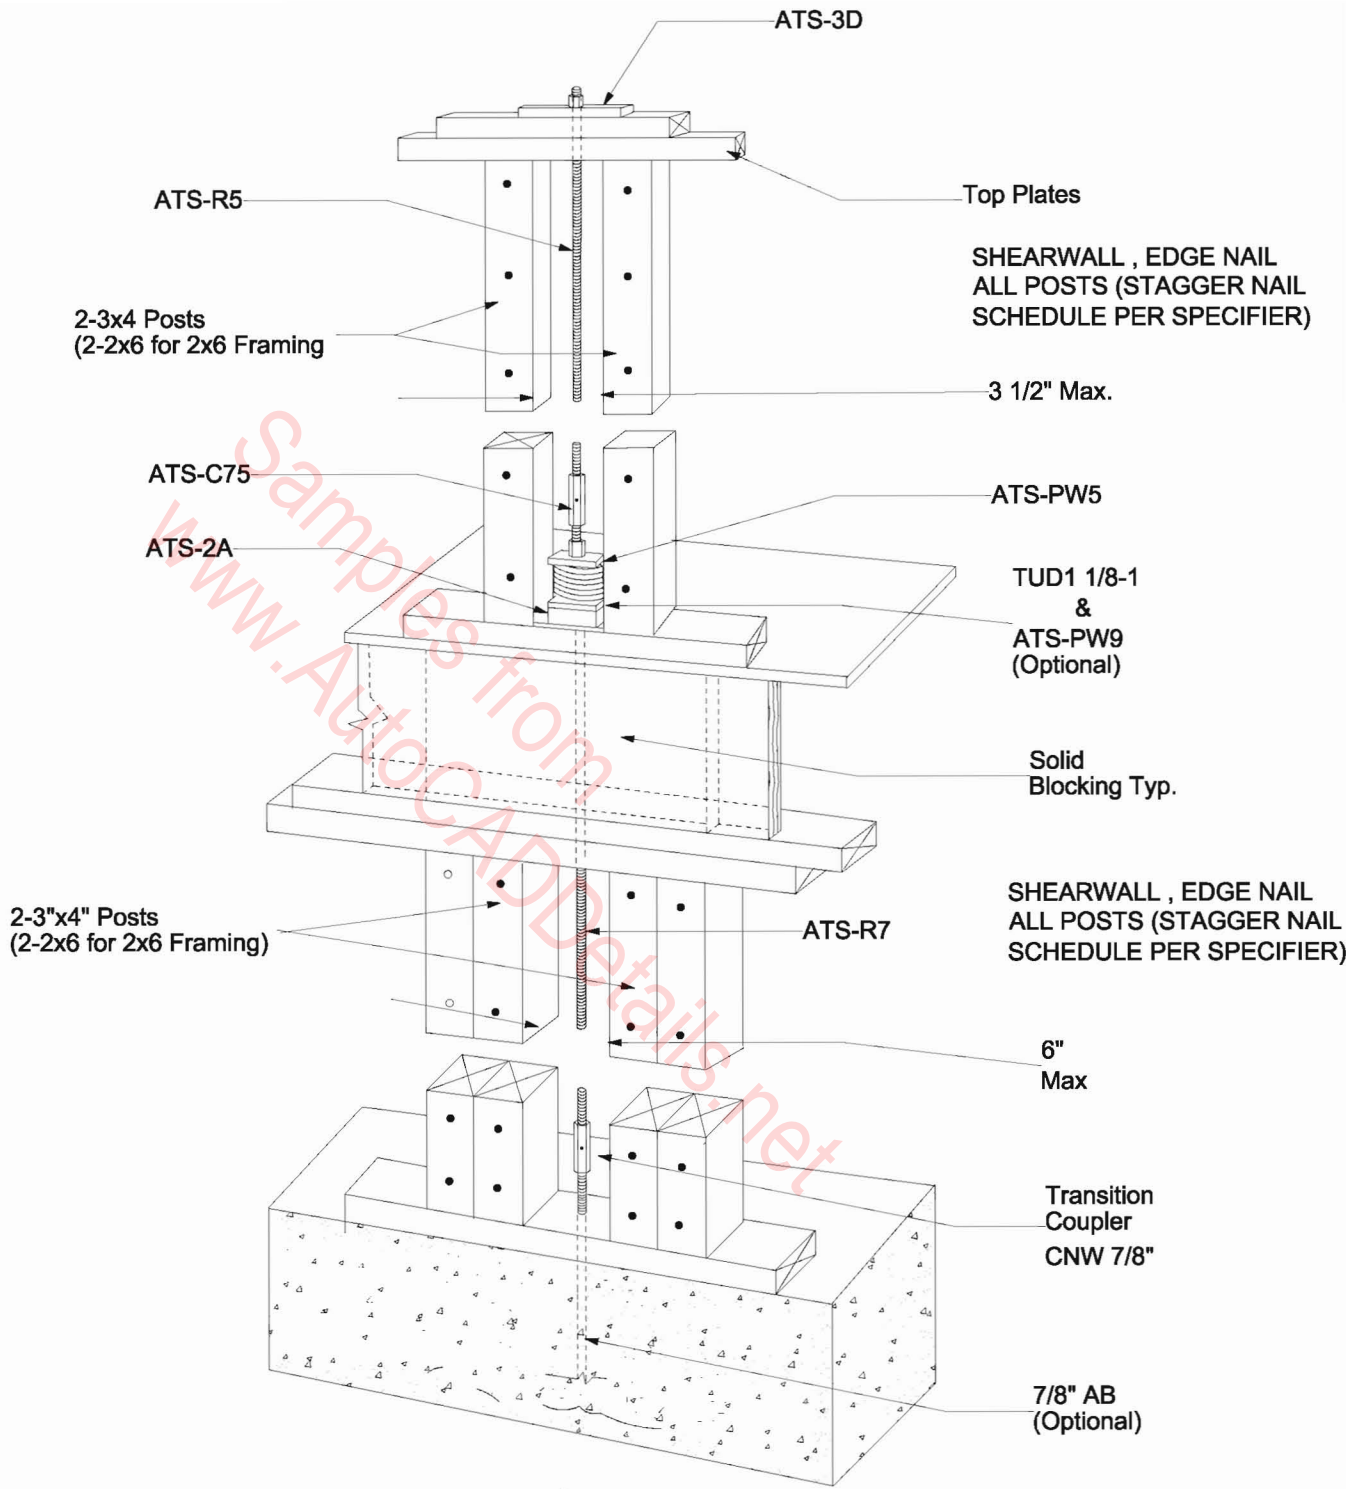 ATS-3D
ATS-R5
Top Plates
SHEARWALL , EDGE NAIL
ALL POSTS (STAGGER NAIL
SCHEDULE PER SPECIFIER)
2-3x4 Posts
(2-2x6 for 2x6 Framing
3 1/2" Max.
ATS-C75
ATS-PW5
ATS-2A
TUD1 1/8-1
&
ATS-PW9
(Optional)
Solid
Blocking Typ.
SHEARWALL , EDGE NAIL
ALL POSTS (STAGGER NAIL
SCHEDULE PER SPECIFIER)
2-3"x4" Posts
(2-2x6 for 2x6 Framing)
ATS-R7
6"
Max
Transition
Coupler
CNW 7/8"
7/8" AB
(Optional)
Samples from
www.AutoCADDetails.net